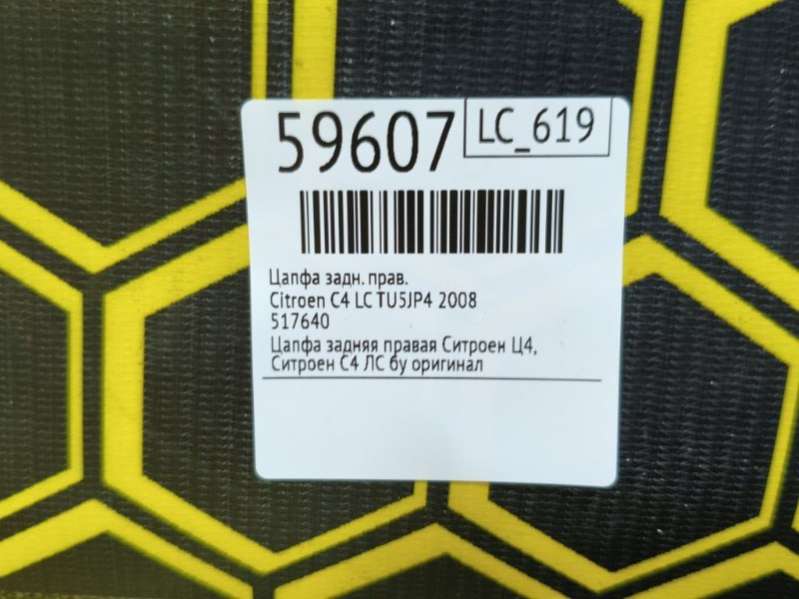 59607
LC_619
Цапфа задн. прав.
Citroen C4 LC TU5JP4 2008
517640
Цапфа задняя правая Ситроен Ц4,
Ситроен С4 ЛС бу оригинал